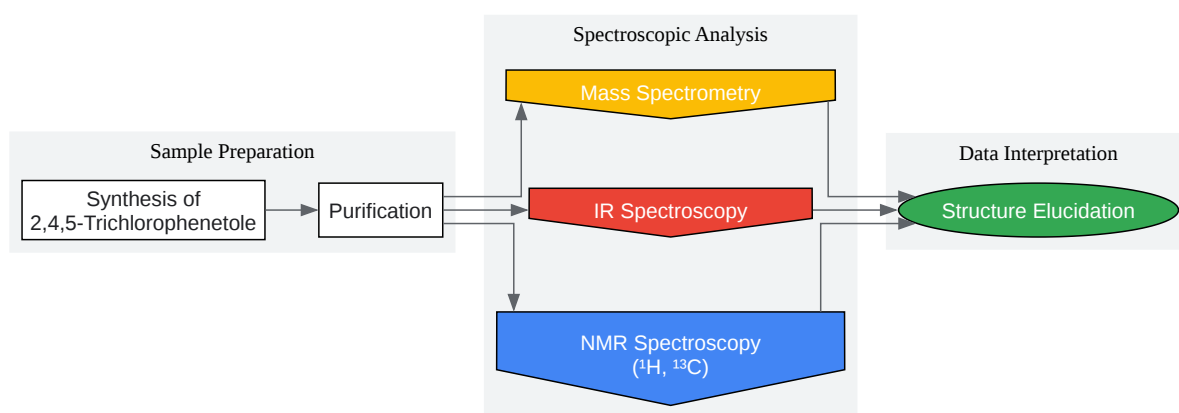 Sample Preparation
Synthesis of
2,4,5-Trichlorophenetole
Purification
Spectroscopic Analysis
Mass Spectrometry
IR Spectroscopy
NMR Spectroscopy
(¹H, ¹³C)
Data Interpretation
Structure Elucidation